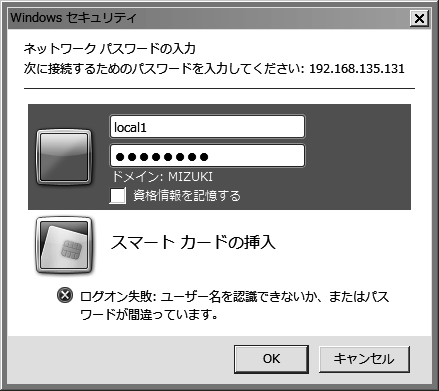 Windows セキュリティ
ネットワーク パスワードの入力
次に接続するためのパスワードを入力してください: 192.168.135.131
local1
●●●●●●●●
ドメイン: MIZUKI
資格情報を記憶する
スマート カードの挿入
ログオン失敗: ユーザー名を認識できないか、またはパス
ワードが間違っています。
OK
キャンセル